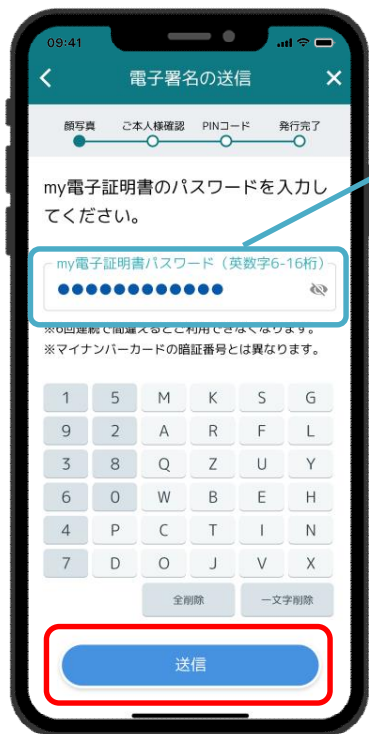 09:41
電子署名の送信
顔写真 ご本人様確認 PINコード 発行完了
my電子証明書のパスワードを入力し
てください。
my電子証明書パスワード（英数字6-16桁）
※6回連続で間違えるとご利用できなくなります。
※マイナンバーカードの暗証番号とは異なります。
1 5 M K S G
9 2 A R F L
3 8 Q Z U Y
6 0 W B E H
4 P C T I N
7 D O J V X
全削除 一文字削除
送信